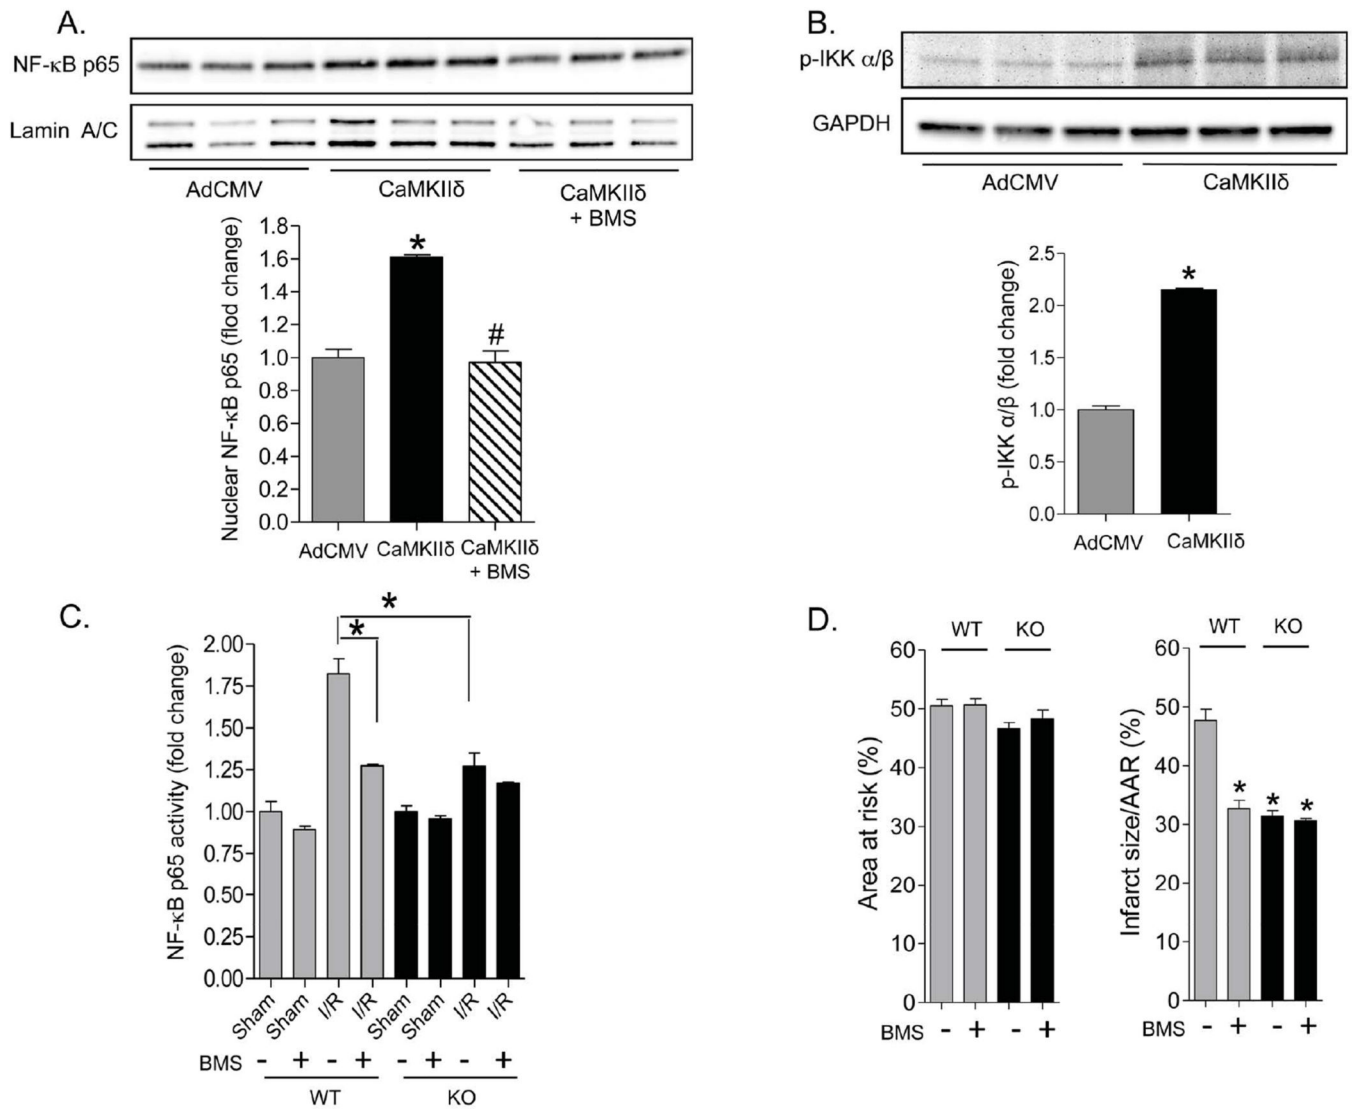 A.
NF-κB p65
Lamin A/C
AdCMV
CaMKIIδ
CaMKIIδ
+ BMS
Nuclear NF-κB p65 (flod change)
1.8
1.6
1.4
1.2
1.0
0.8
0.6
0.4
0.2
0.0
*
#
AdCMV CaMKIIδ CaMKIIδ
+ BMS
B.
p-IKK α/β
GAPDH
AdCMV
CaMKIIδ
p-IKK α/β (fold change)
2.5
2.0
1.5
1.0
0.5
0.0
*
AdCMV CaMKIIδ
C.
NF-κB p65 activity (fold change)
2.00
1.75
1.50
1.25
1.00
0.75
0.50
0.25
0.00
*
*
Sham Sham I/R I/R Sham Sham I/R I/R
BMS - + - + - + - +
WT KO
D.
WT KO
Area at risk (%)
60
50
40
30
20
10
0
BMS - + - +
WT KO
Infarct size/AAR (%)
60
50
40
30
20
10
0
* * *
BMS - + - +